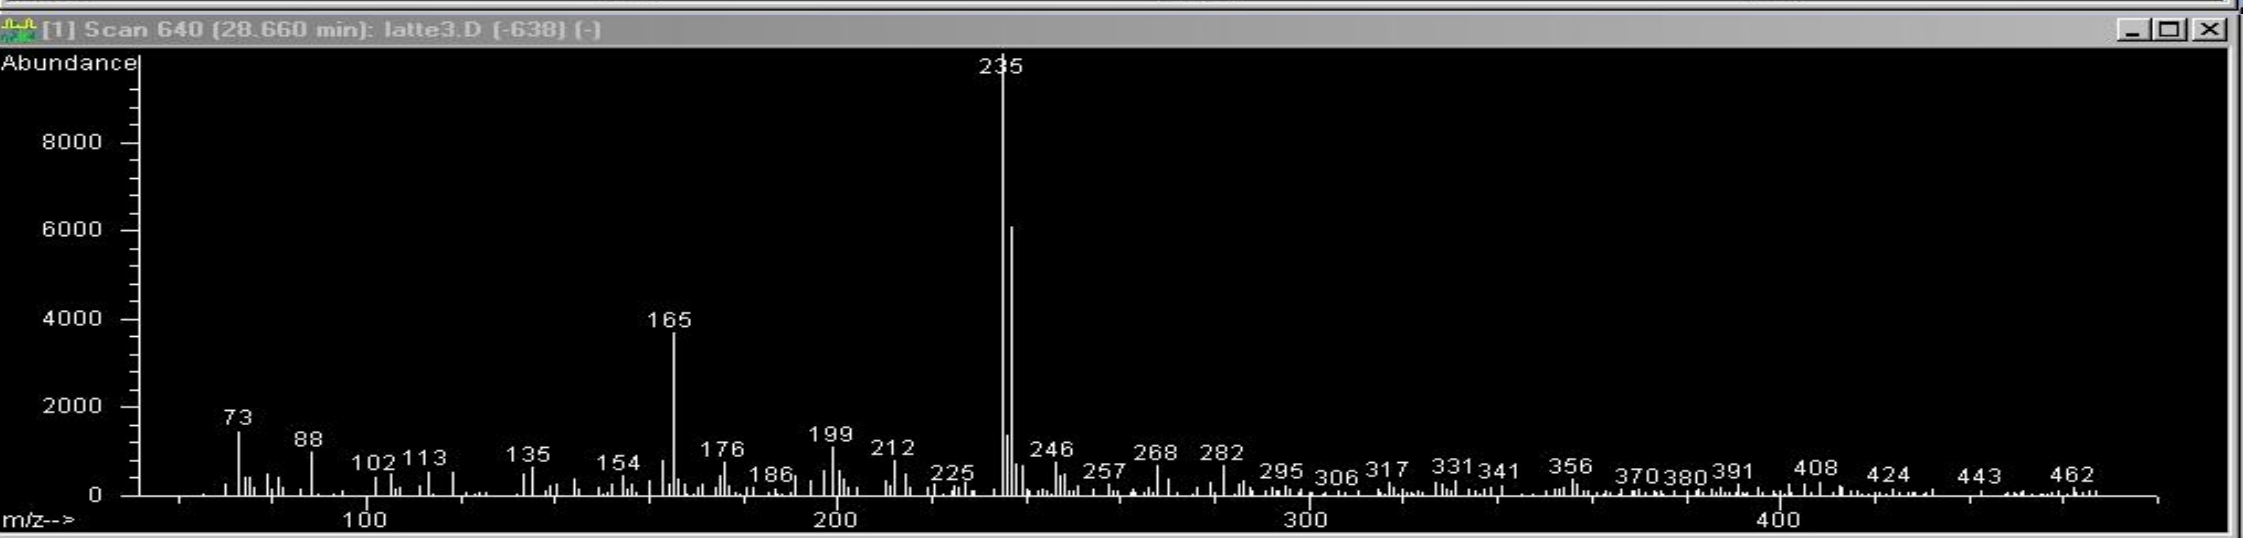 [1] Scan 640 (28.660 min): latte3.D [-638] (-)
Abundance
235
8000
6000
4000
165
2000
73 88 102 113 135 154 176 186 199 212 225 246 257 268 282 295 306 317 331 341 356 370 380 391 408 424 443 462
0
m/z--> 100 200 300 400